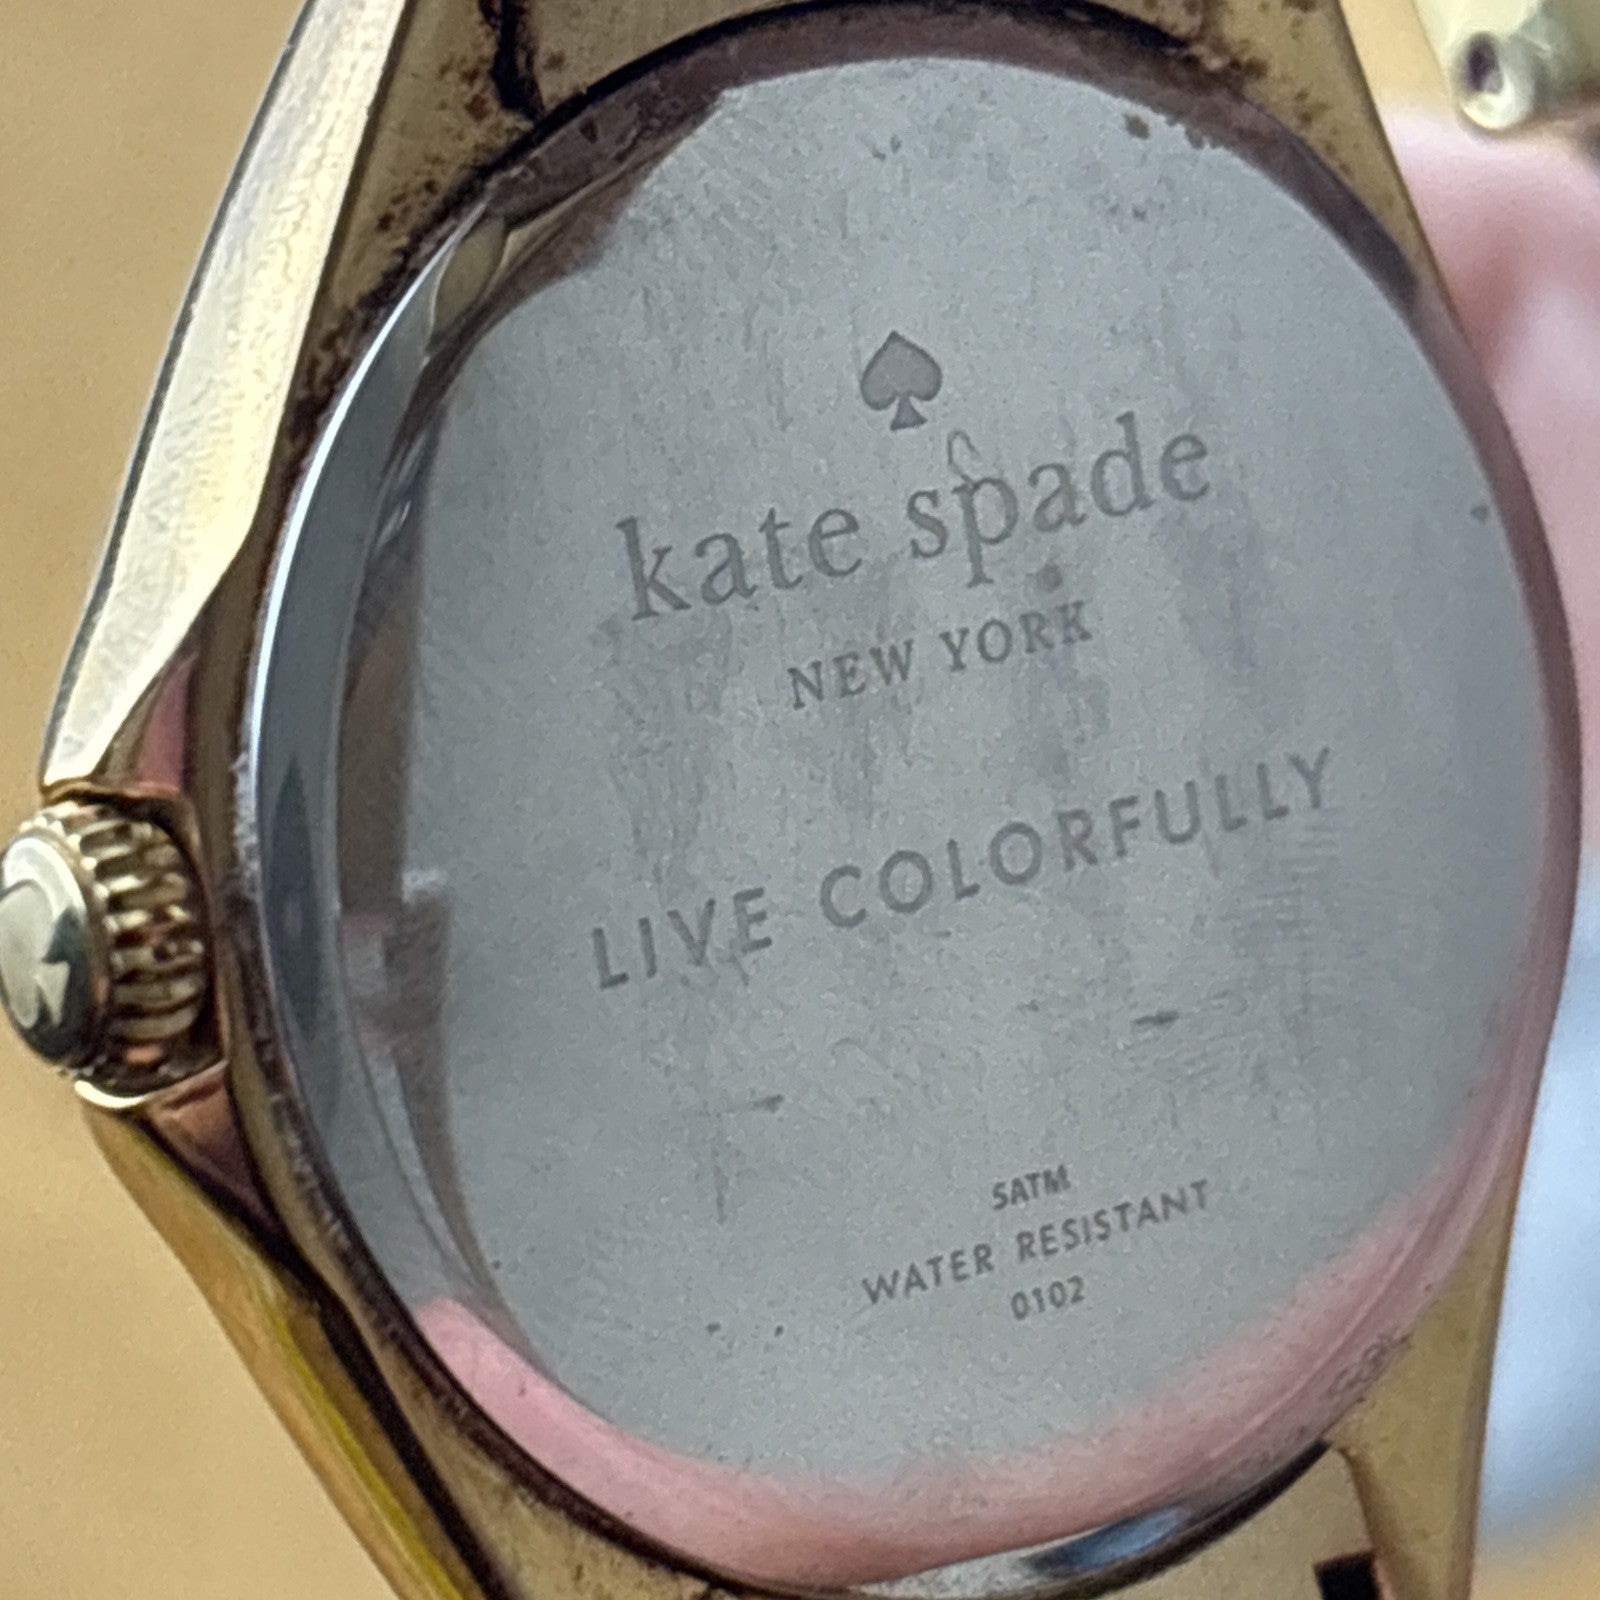 kate spade
NEW YORK
LIVE COLORFULLY
5ATM
WATER RESISTANT
0102